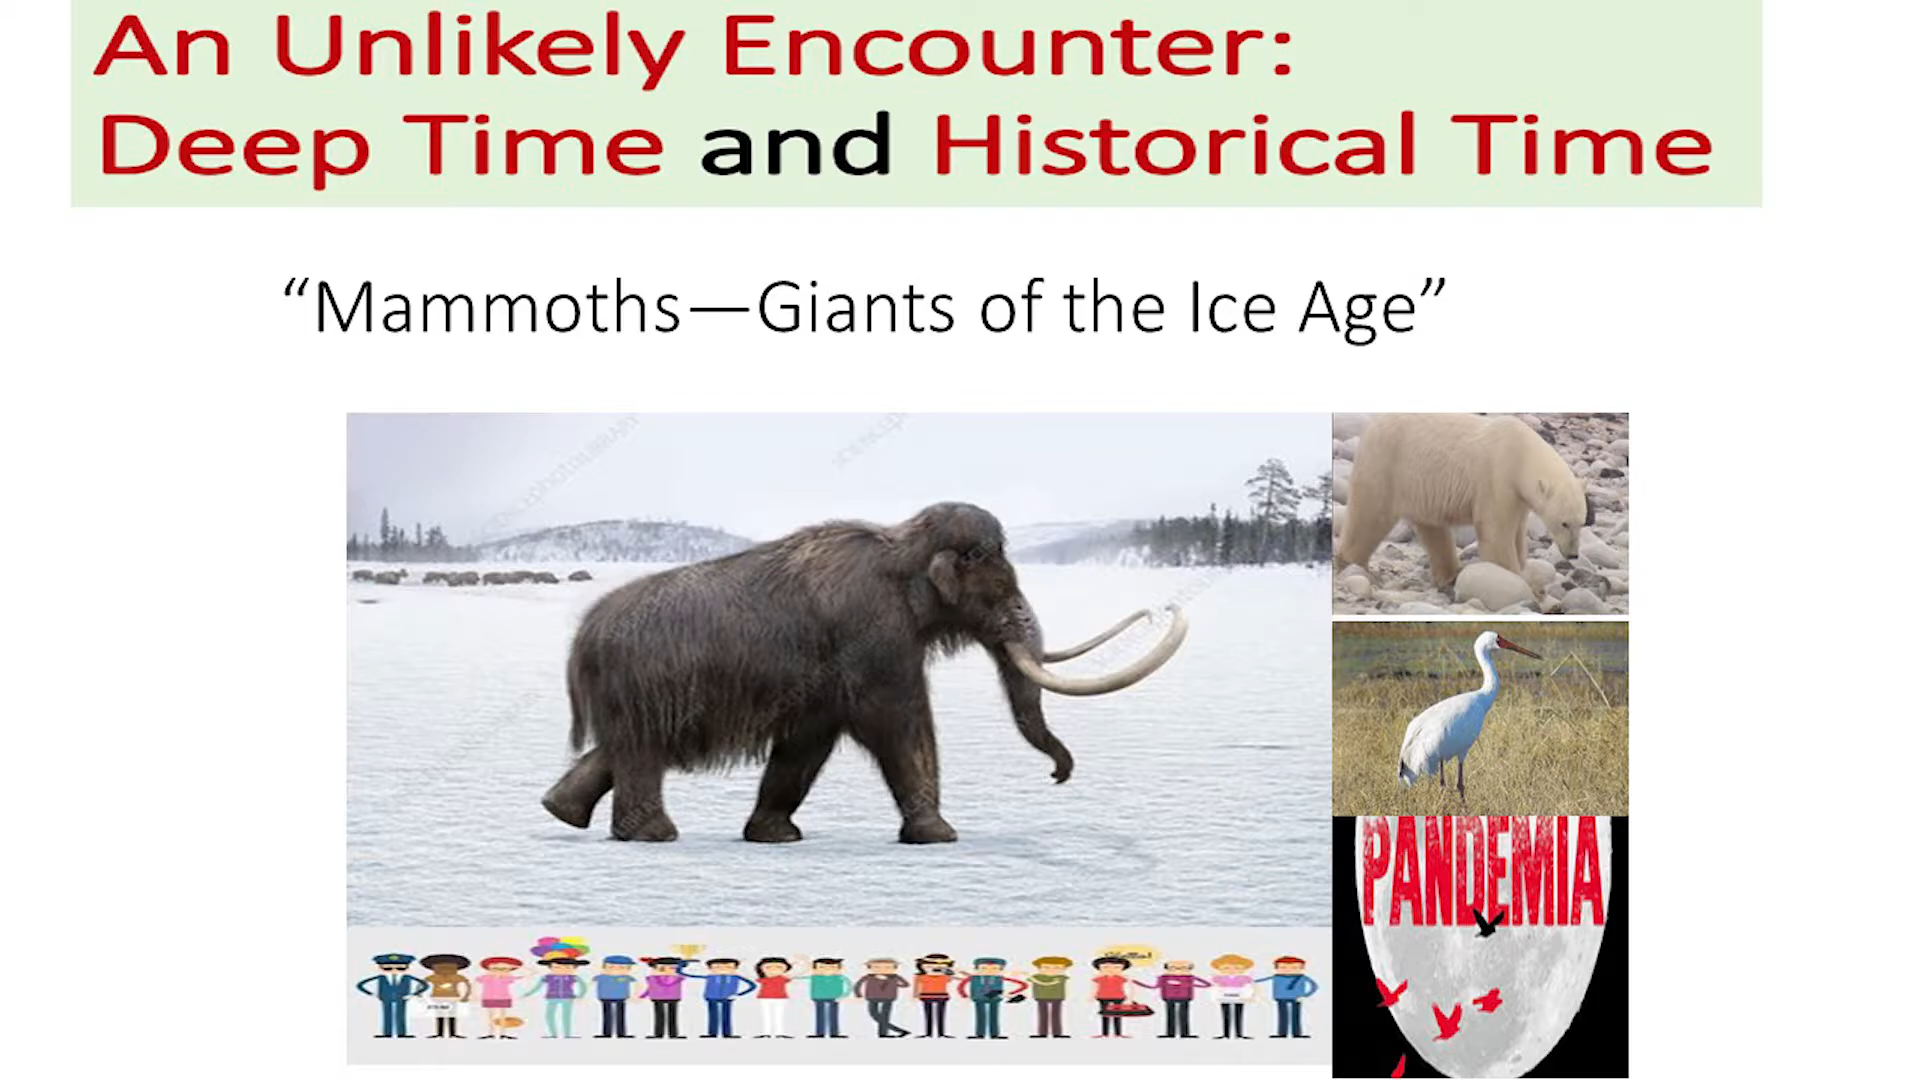 An Unlikely Encounter:
Deep Time and Historical Time
“Mammoths—Giants of the Ice Age”
PANDEMIA